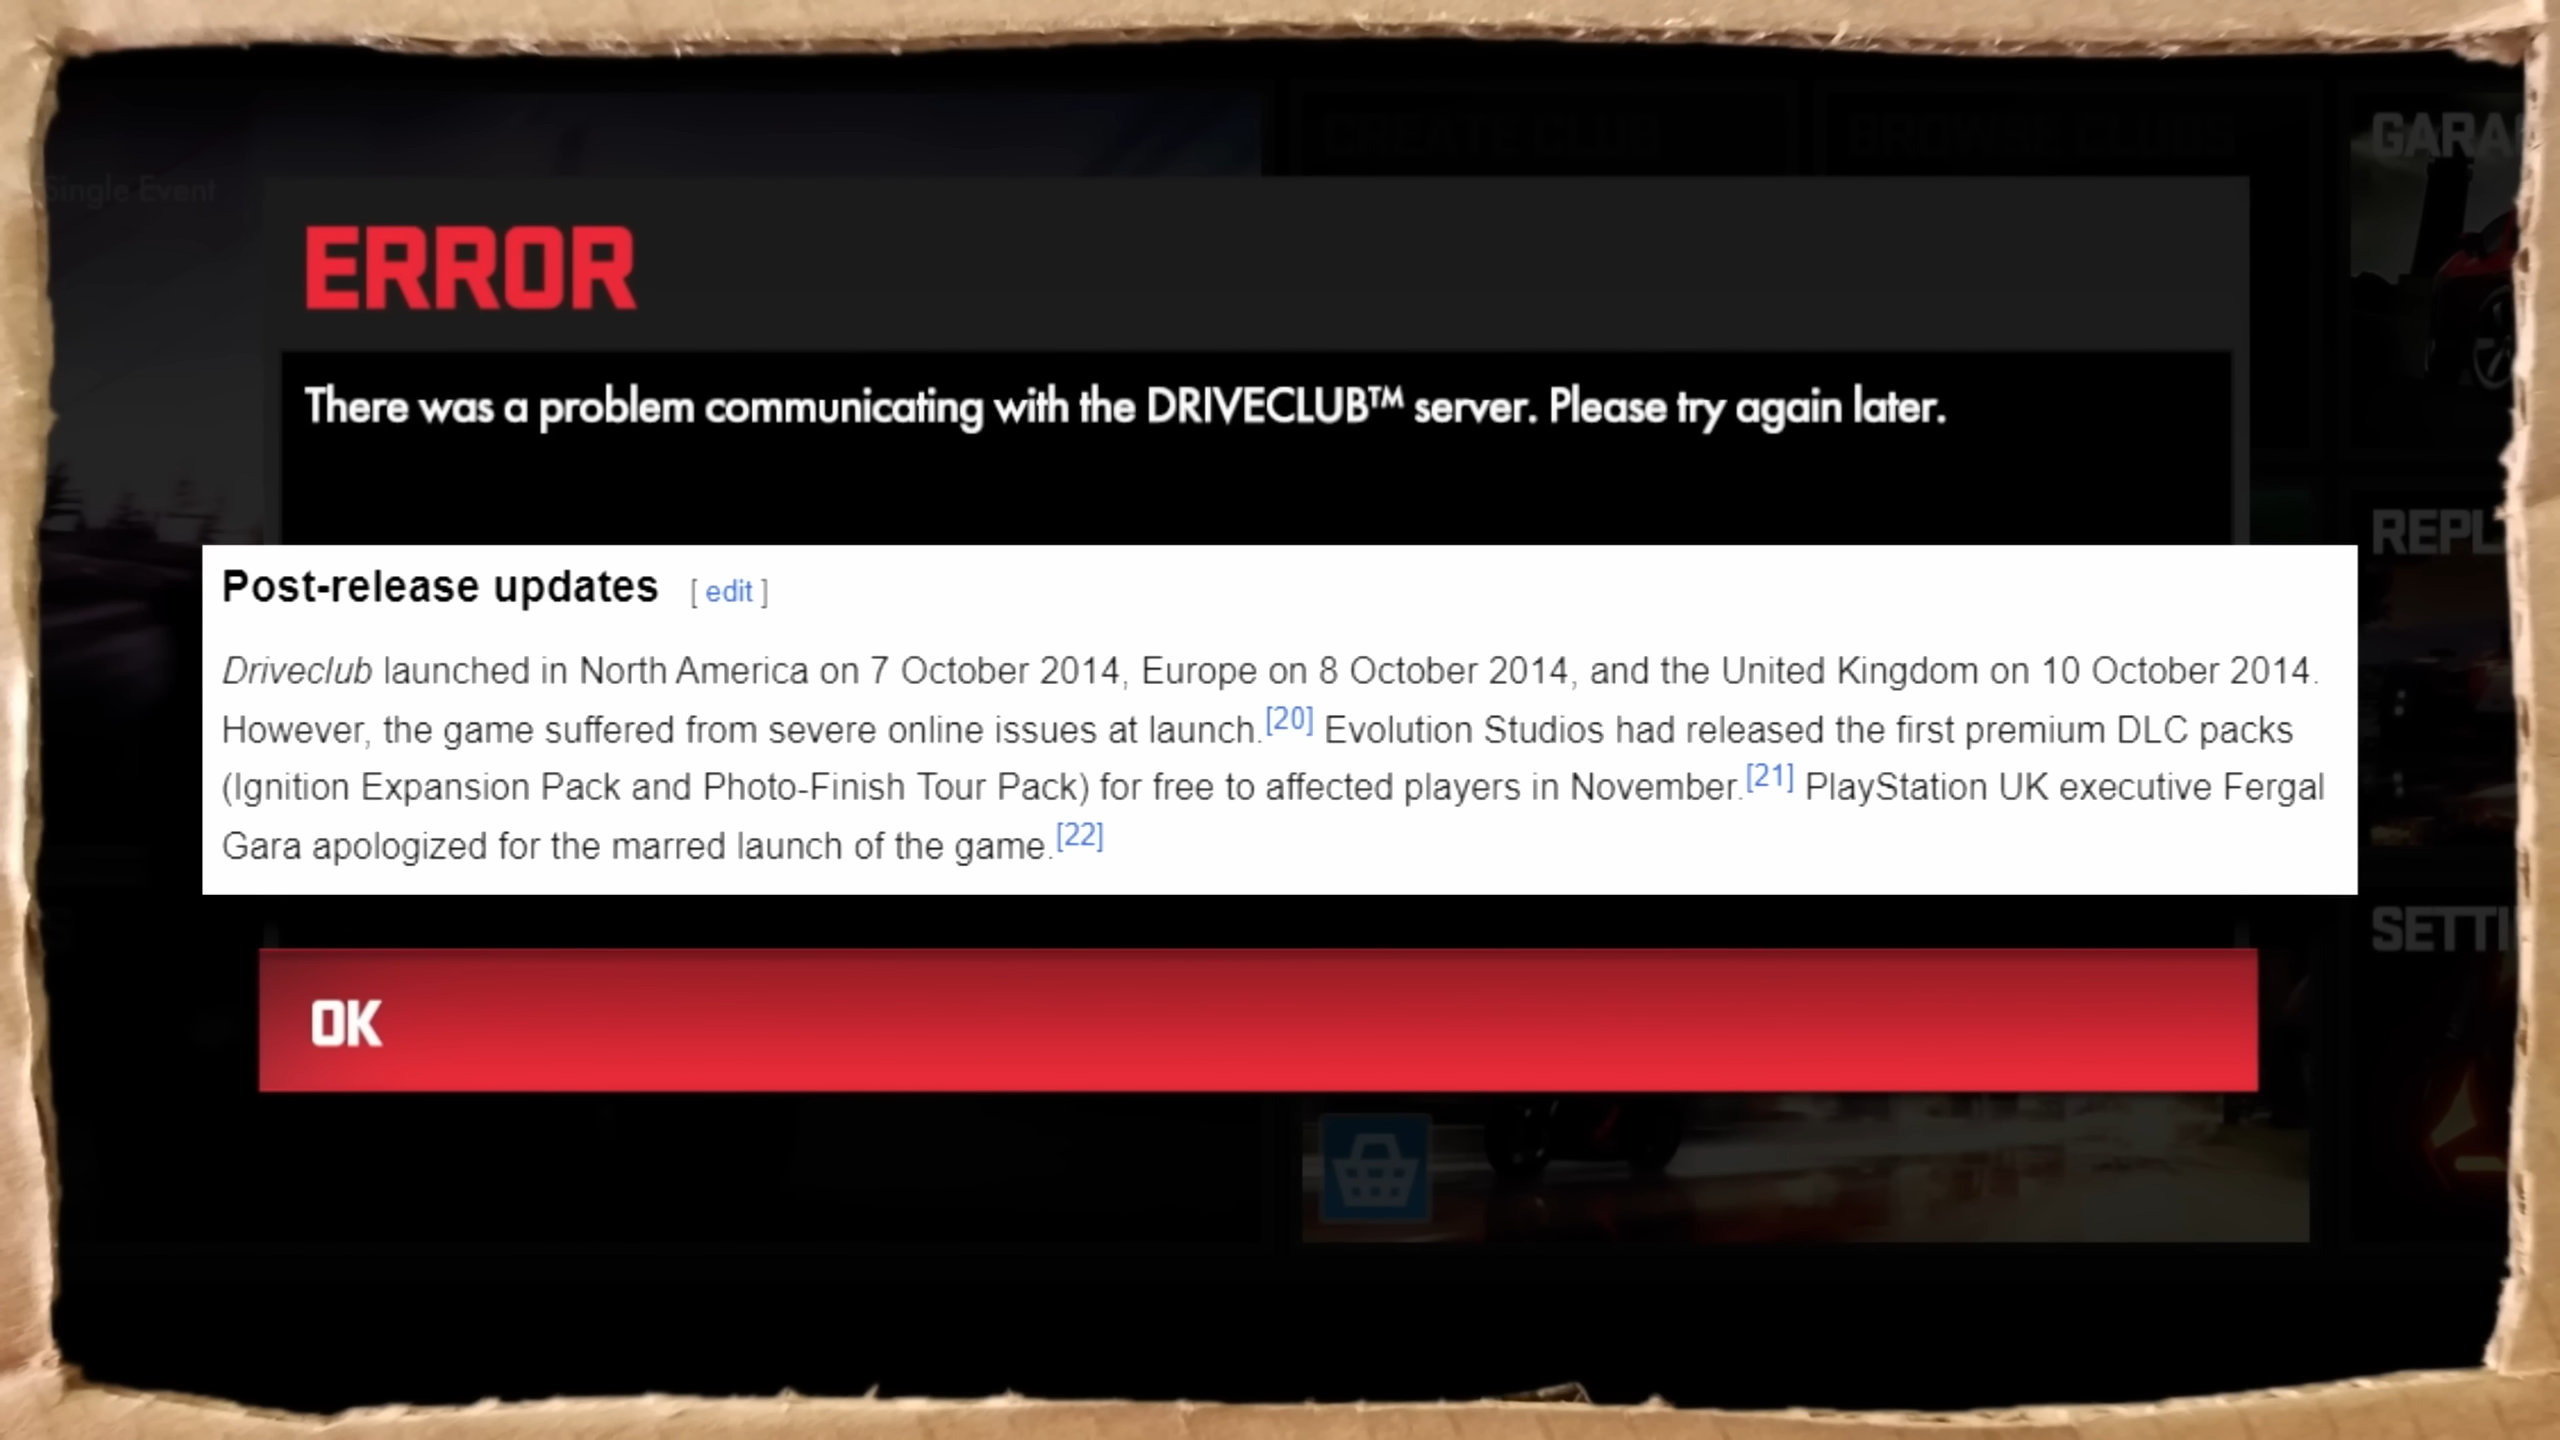 CREATE CLUB
BROWSE CLUBS
Single Event
ERROR
There was a problem communicating with the DRIVECLUB™ server. Please try again later.
Post-release updates [ edit ]
Driveclub launched in North America on 7 October 2014, Europe on 8 October 2014, and the United Kingdom on 10 October 2014.
However, the game suffered from severe online issues at launch.[20] Evolution Studios had released the first premium DLC packs
(Ignition Expansion Pack and Photo-Finish Tour Pack) for free to affected players in November.[21] PlayStation UK executive Fergal
Gara apologized for the marred launch of the game.[22]
OK